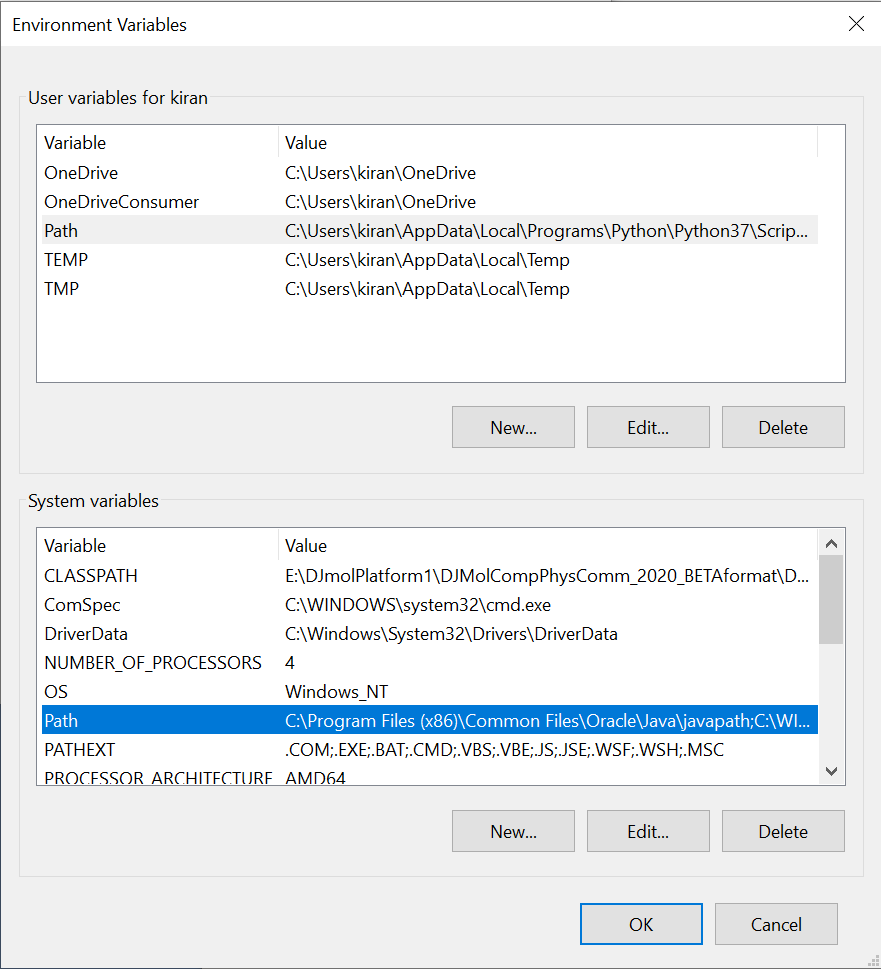 Environment Variables
User variables for kiran
Variable Value
OneDrive C:\Users\kiran\OneDrive
OneDriveConsumer C:\Users\kiran\OneDrive
Path C:\Users\kiran\AppData\Local\Programs\Python\Python37\Scrip...
TEMP C:\Users\kiran\AppData\Local\Temp
TMP C:\Users\kiran\AppData\Local\Temp
New... Edit... Delete
System variables
Variable Value
CLASSPATH E:\DJmolPlatform1\DJMolCompPhysComm_2020_BETAformat\D...
ComSpec C:\WINDOWS\system32\cmd.exe
DriverData C:\Windows\System32\Drivers\DriverData
NUMBER_OF_PROCESSORS 4
OS Windows_NT
Path C:\Program Files (x86)\Common Files\Oracle\Java\javapath;C:\WI...
PATHEXT .COM;.EXE;.BAT;.CMD;.VBS;.VBE;.JS;.JSE;.WSF;.WSH;.MSC
PROCESSOR_ARCHITECTURE AMD64
New... Edit... Delete
OK Cancel